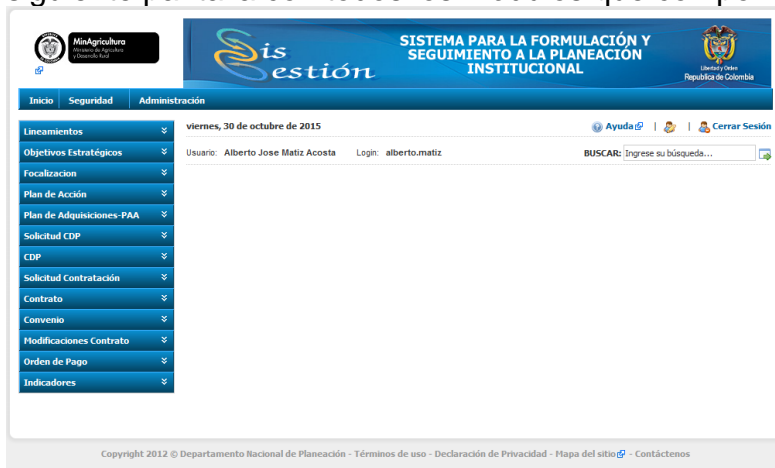 MinAgricultura
Ministerio de Agricultura
y Desarrollo Rural
Sis
Gestión
SISTEMA PARA LA FORMULACIÓN Y
SEGUIMIENTO A LA PLANEACIÓN
INSTITUCIONAL
Libertad y Orden
Republica de Colombia
Inicio Seguridad Administración
viernes, 30 de octubre de 2015 Ayuda | | Cerrar Sesión
Usuario: Alberto Jose Matiz Acosta Login: alberto.matiz BUSCAR: Ingrese su búsqueda...
Lineamientos
Objetivos Estratégicos
Focalizacion
Plan de Acción
Plan de Adquisiciones-PAA
Solicitud CDP
CDP
Solicitud Contratación
Contrato
Convenio
Modificaciones Contrato
Orden de Pago
Indicadores
Copyright 2012 © Departamento Nacional de Planeación - Términos de uso - Declaración de Privacidad - Mapa del sitio - Contáctenos